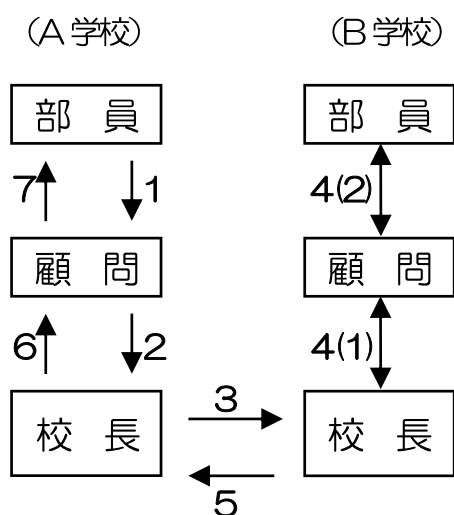 (A学校) (B学校)
部員 部員
7 1 4(2)
顧問 顧問
6 2 4(1)
3
校長 校長
5